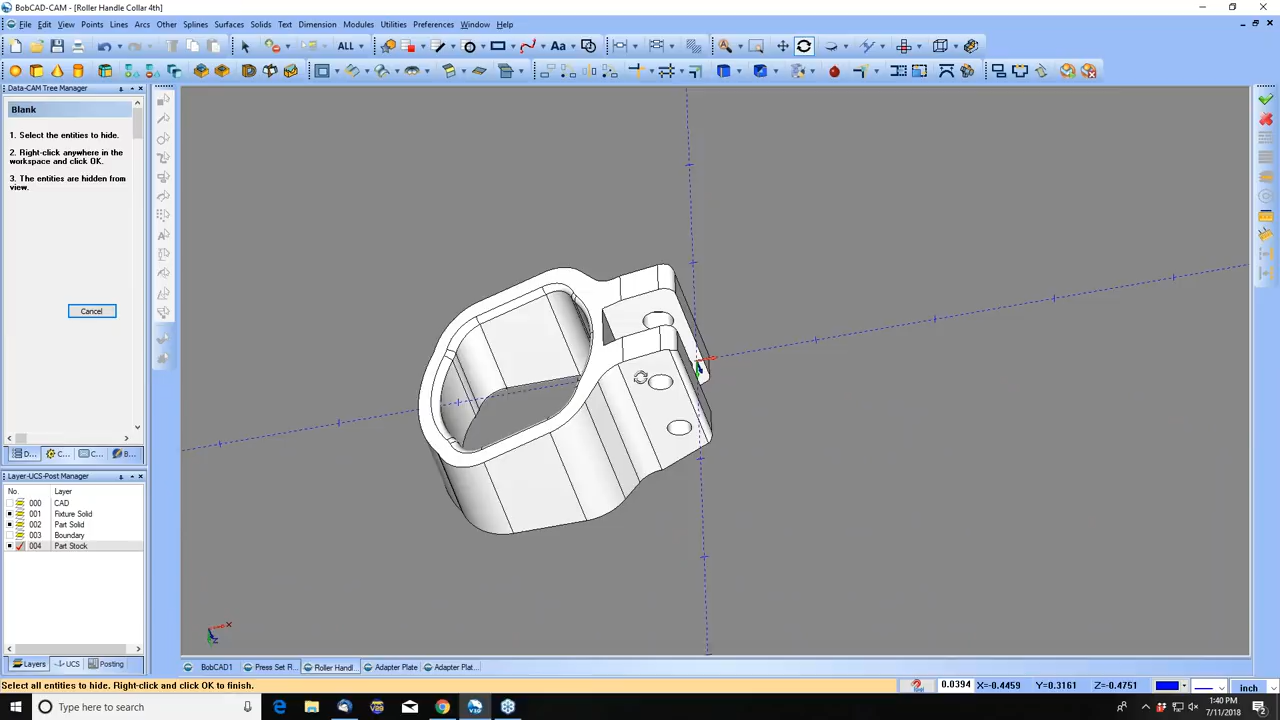 BobCAD-CAM - [Roller Handle Collar 4th]
File Edit View Points Lines Arcs Other Splines Surfaces Solids Text Dimension Modules Utilities Preferences Window Help
ALL
Aa
Data-CAM Tree Manager
Blank
1. Select the entities to hide.
2. Right-click anywhere in the
workspace and click OK.
3. The entities are hidden from
view.
Cancel
D... C... C... B...
Layer-UCS-Post Manager
No. Layer
000 CAD
001 Fixture Solid
002 Part Solid
003 Boundary
004 Part Stock
X
Z
Layers UCS Posting
BobCAD1 Press Set R... Roller Handl... Adapter Plate Adapter Plat...
Select all entities to hide. Right-click and click OK to finish.
0.0394 X=-0.4459 Y=0.3161 Z=-0.4751 inch
Type here to search
1:40 PM
7/11/2018